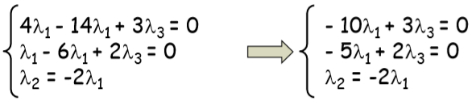 4λ₁ - 14λ₁ + 3λ₃ = 0
λ₁ - 6λ₁ + 2λ₃ = 0
λ₂ = -2λ₁
- 10λ₁ + 3λ₃ = 0
- 5λ₁ + 2λ₃ = 0
λ₂ = -2λ₁